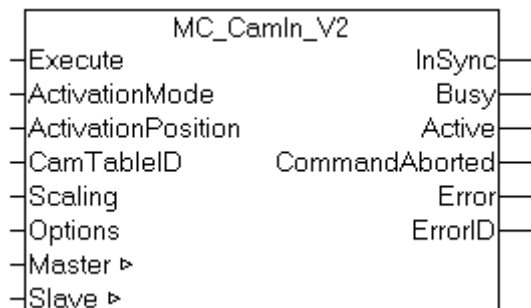 MC_CamIn_V2
Execute InSync
ActivationMode Busy
ActivationPosition Active
CamTableID CommandAborted
Scaling Error
Options ErrorID
Master
Slave